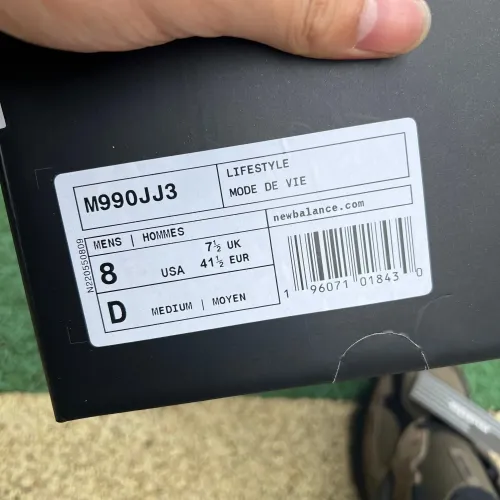 M990JJ3
LIFESTYLE
MODE DE VIE
newbalance.com
MENS | HOMMES
8 USA
7½ UK
41½ EUR
D MEDIUM | MOYEN
N220550809
1 96071 01843 0